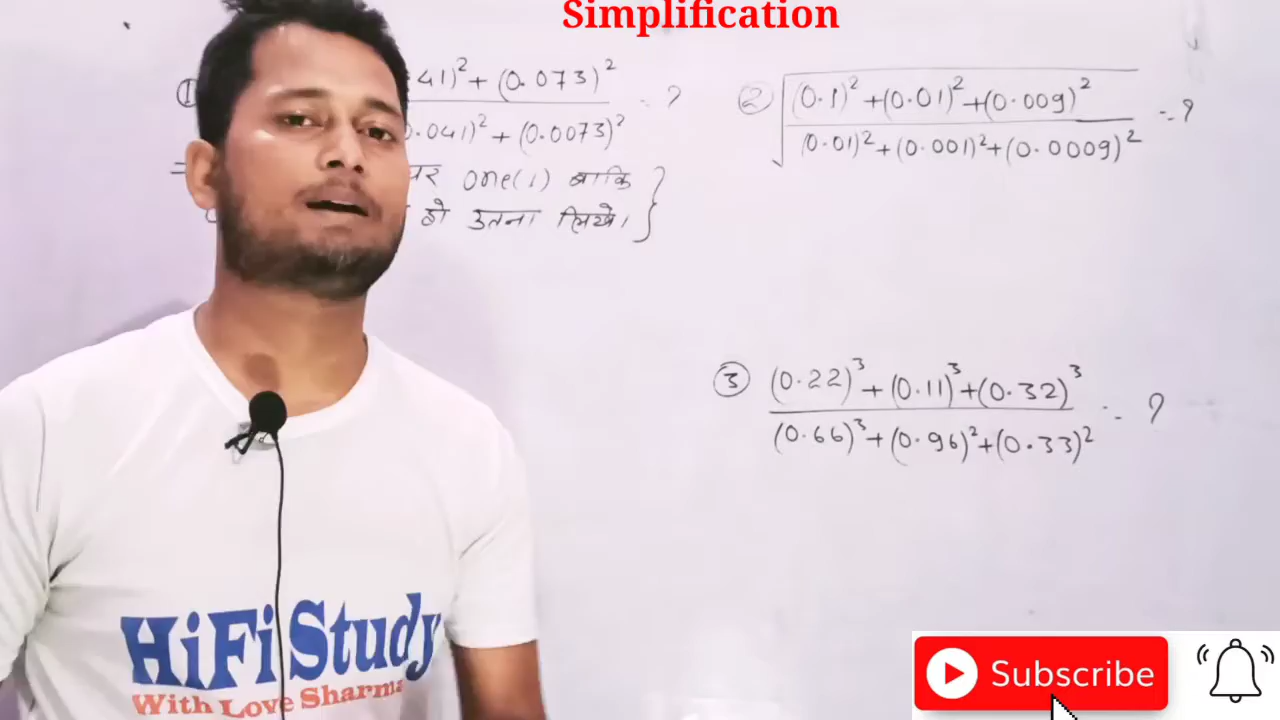 Simplification
① 41)² + (0.073)² = ?
0.041)² + (0.0073)²
= पर one(1) बाकि
हो उतना लिखे। }
② √ (0.1)² + (0.01)² + (0.009)² = ?
(0.01)² + (0.001)² + (0.0009)²
③ (0.22)³ + (0.11)³ + (0.32)³ = ?
(0.66)³ + (0.96)² + (0.33)²
HiFi Study
With Love Sharma
Subscribe